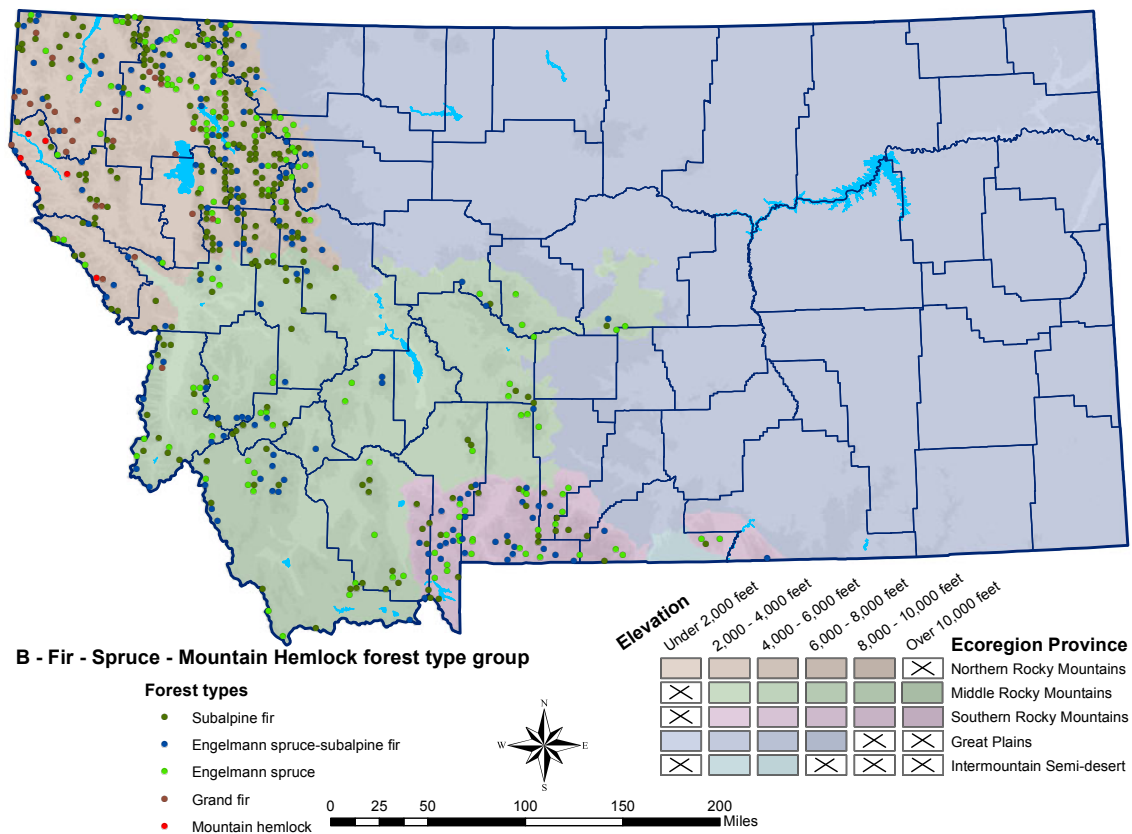 Elevation
Under 2,000 feet
2,000 - 4,000 feet
4,000 - 6,000 feet
6,000 - 8,000 feet
8,000 - 10,000 feet
Over 10,000 feet
Ecoregion Province
Northern Rocky Mountains
Middle Rocky Mountains
Southern Rocky Mountains
Great Plains
Intermountain Semi-desert
B - Fir - Spruce - Mountain Hemlock forest type group
Forest types
Subalpine fir
Engelmann spruce-subalpine fir
Engelmann spruce
Grand fir
Mountain hemlock
N
W E
S
0 25 50 100 150 200
Miles